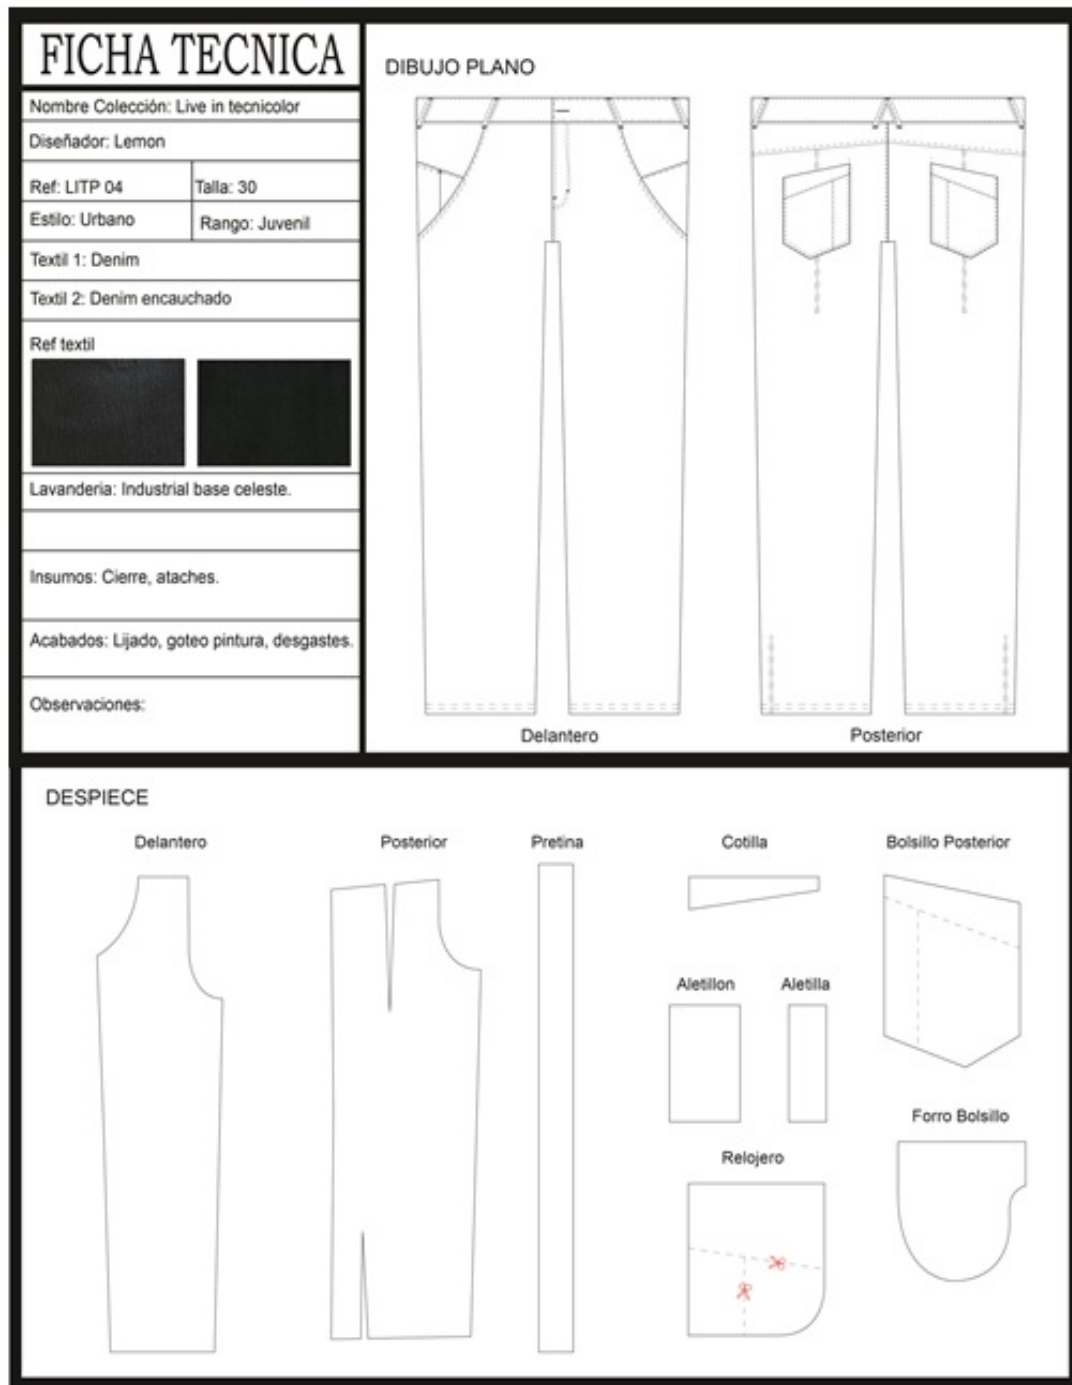 FICHA TECNICA
Nombre Colección: Live in tecnicolor
Diseñador: Lemon
Ref: LITP 04
Talla: 30
Estilo: Urbano
Rango: Juvenil
Textil 1: Denim
Textil 2: Denim encauchado
Ref textil
Lavanderia: Industrial base celeste.
Insumos: Cierre, ataches.
Acabados: Lijado, goteo pintura, desgastes.
Observaciones:
DIBUJO PLANO
Delantero
Posterior
DESPIECE
Delantero
Posterior
Pretina
Cotilla
Bolsillo Posterior
Aletillon
Aletilla
Relojero
Forro Bolsillo